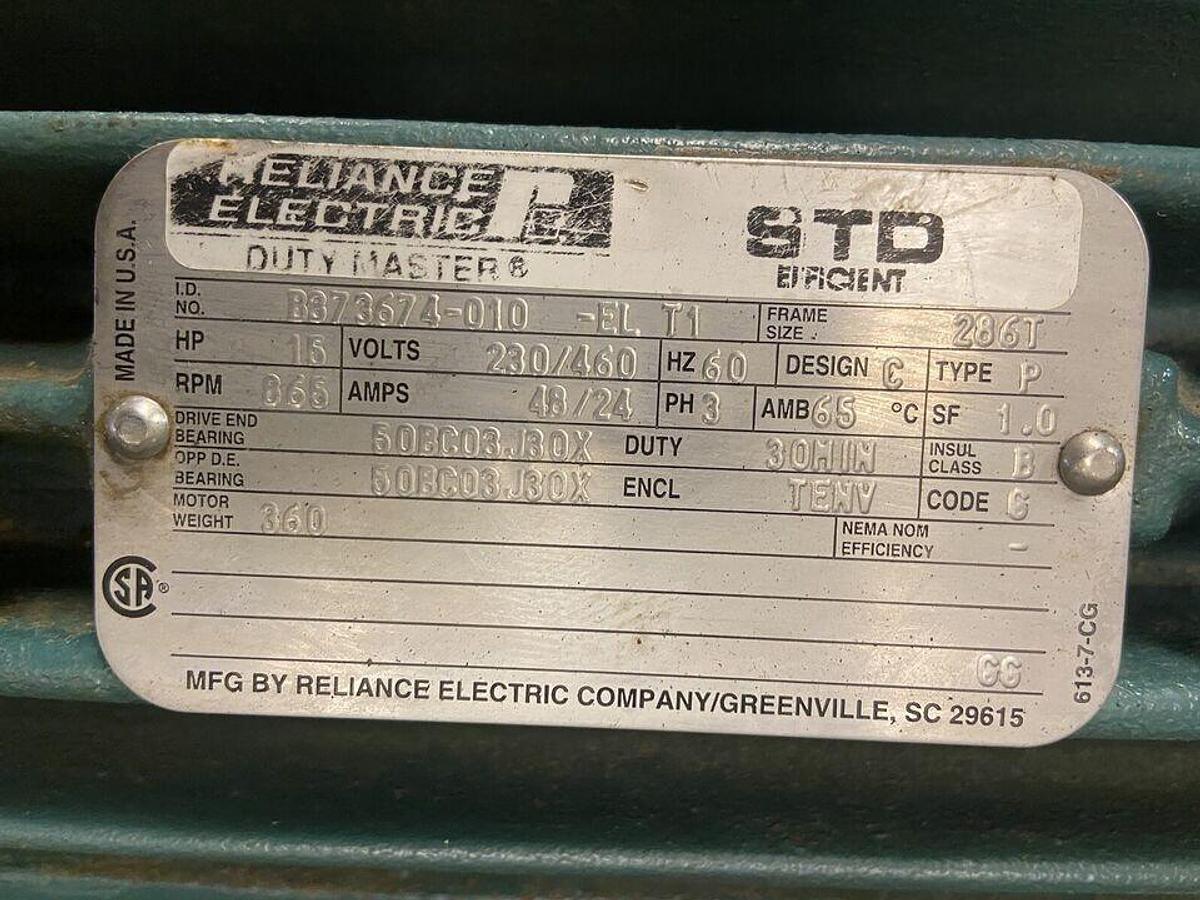 RELIANCE
ELECTRIC
DUTY MASTER®
STD
EFFICIENT
MADE IN U.S.A.
I.D. NO. B373674-010 -EL T1 FRAME SIZE 286T
HP 15 VOLTS 230/460 HZ 60 DESIGN C TYPE P
RPM 865 AMPS 48/24 PH 3 AMB 65 °C SF 1.0
DRIVE END BEARING 50BC03J30X DUTY 30MIN INSUL CLASS B
OPP D.E. BEARING 50BC03J30X ENCL TENV CODE G
MOTOR WEIGHT 360 NEMA NOM EFFICIENCY -
SA®
GG
613-7-CG
MFG BY RELIANCE ELECTRIC COMPANY/GREENVILLE, SC 29615